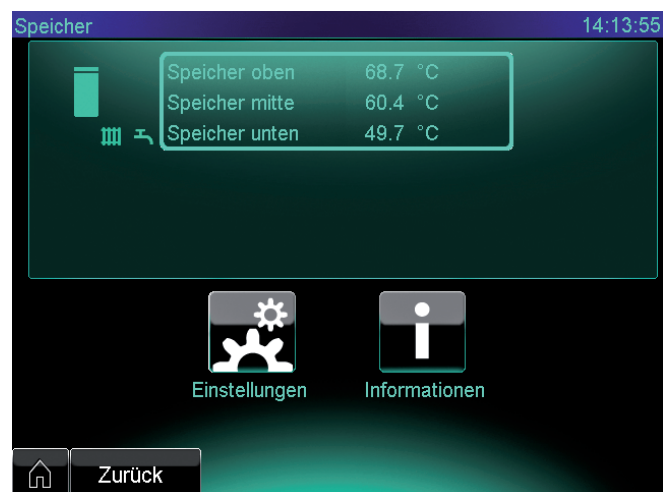 Speicher 14:13:55
Speicher oben 68.7 °C
Speicher mitte 60.4 °C
Speicher unten 49.7 °C
Einstellungen Informationen
Zurück